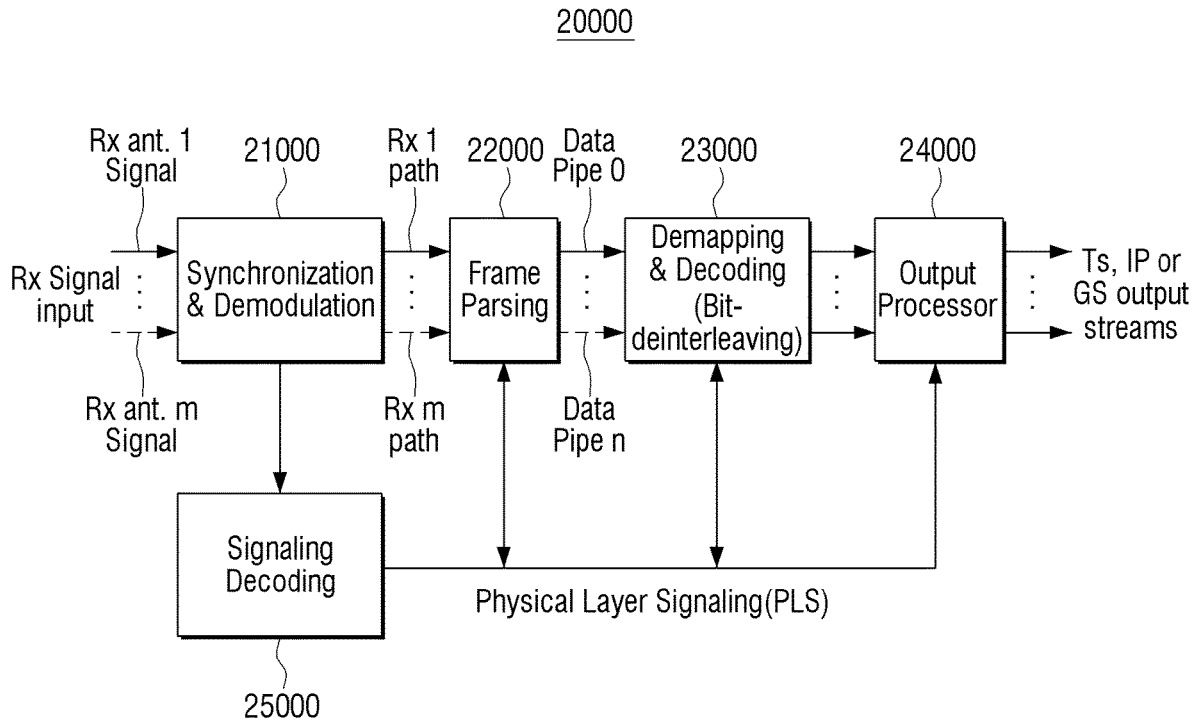 20000
Rx ant. 1
Signal
21000
Rx 1
path
22000
Data
Pipe 0
23000
24000
Rx Signal
input
Synchronization
& Demodulation
Frame
Parsing
Demapping
& Decoding
(Bit-
deinterleaving)
Output
Processor
Ts, IP or
GS output
streams
Rx ant. m
Signal
Rx m
path
Data
Pipe n
Signaling
Decoding
Physical Layer Signaling(PLS)
25000